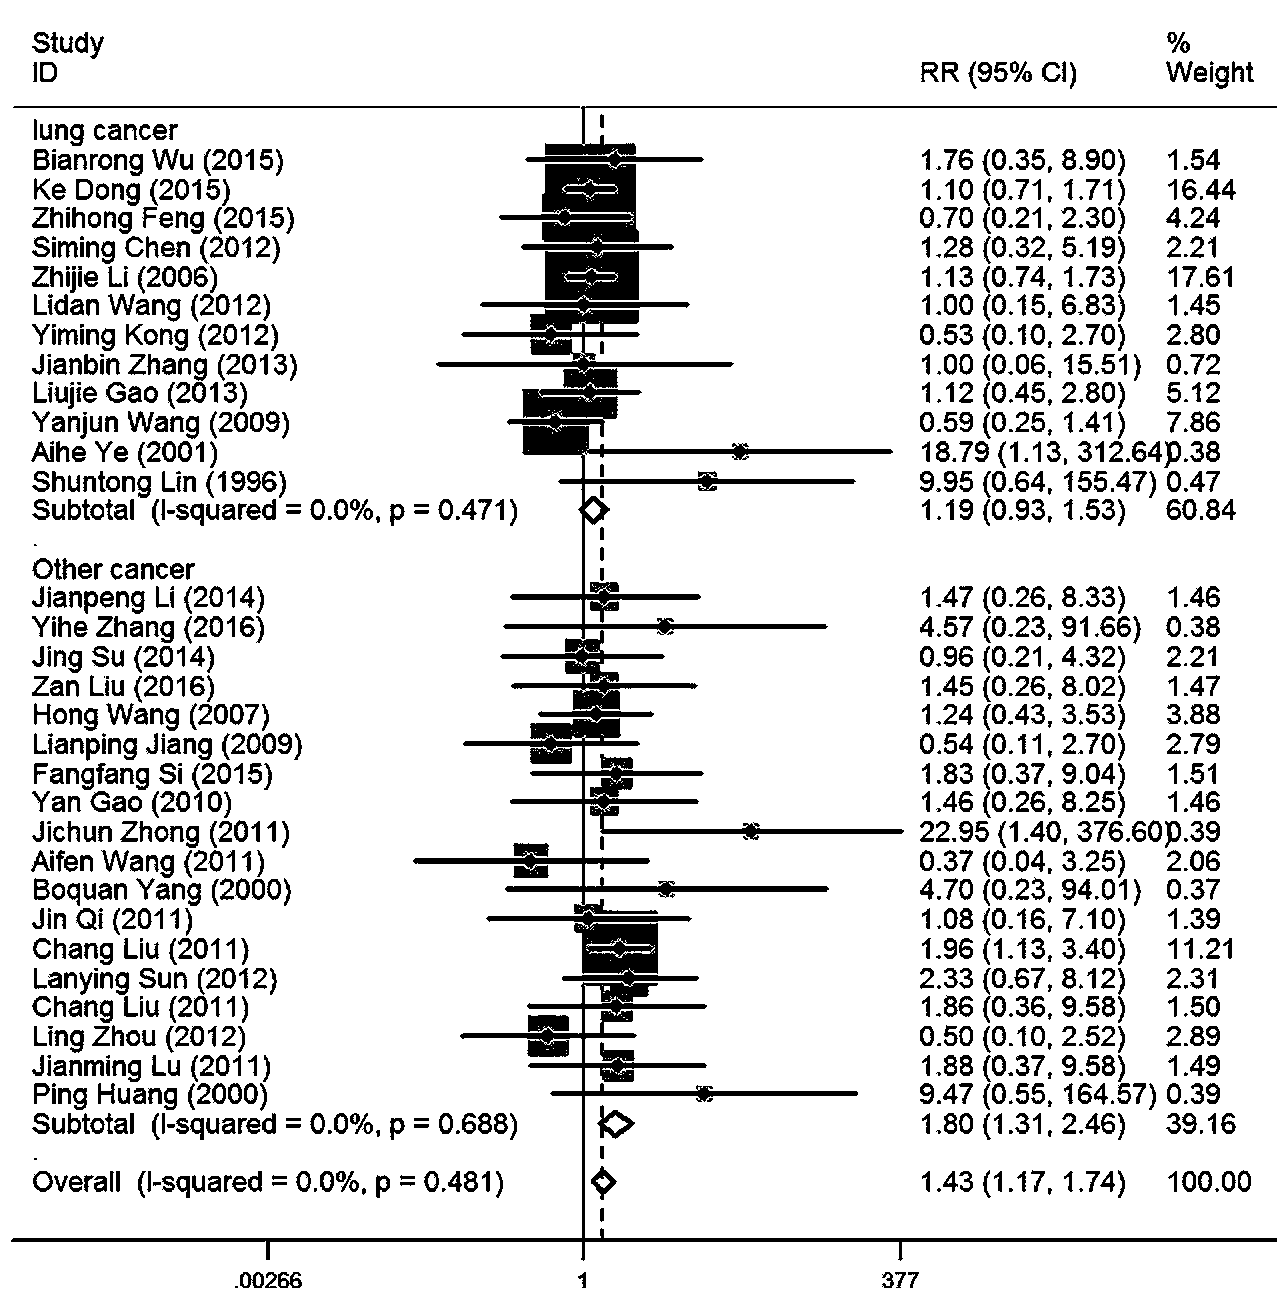 Study %
ID RR (95% CI) Weight
lung cancer
Bianrong Wu (2015) 1.76 (0.35, 8.90) 1.54
Ke Dong (2015) 1.10 (0.71, 1.71) 16.44
Zhihong Feng (2015) 0.70 (0.21, 2.30) 4.24
Siming Chen (2012) 1.28 (0.32, 5.19) 2.21
Zhijie Li (2006) 1.13 (0.74, 1.73) 17.61
Lidan Wang (2012) 1.00 (0.15, 6.83) 1.45
Yiming Kong (2012) 0.53 (0.10, 2.70) 2.80
Jianbin Zhang (2013) 1.00 (0.06, 15.51) 0.72
Liujie Gao (2013) 1.12 (0.45, 2.80) 5.12
Yanjun Wang (2009) 0.59 (0.25, 1.41) 7.86
Aihe Ye (2001) 18.79 (1.13, 312.64) 0.38
Shuntong Lin (1996) 9.95 (0.64, 155.47) 0.47
Subtotal (I-squared = 0.0%, p = 0.471) 1.19 (0.93, 1.53) 60.84
.
Other cancer
Jianpeng Li (2014) 1.47 (0.26, 8.33) 1.46
Yihe Zhang (2016) 4.57 (0.23, 91.66) 0.38
Jing Su (2014) 0.96 (0.21, 4.32) 2.21
Zan Liu (2016) 1.45 (0.26, 8.02) 1.47
Hong Wang (2007) 1.24 (0.43, 3.53) 3.88
Lianping Jiang (2009) 0.54 (0.11, 2.70) 2.79
Fangfang Si (2015) 1.83 (0.37, 9.04) 1.51
Yan Gao (2010) 1.46 (0.26, 8.25) 1.46
Jichun Zhong (2011) 22.95 (1.40, 376.60) 0.39
Aifen Wang (2011) 0.37 (0.04, 3.25) 2.06
Boquan Yang (2000) 4.70 (0.23, 94.01) 0.37
Jin Qi (2011) 1.08 (0.16, 7.10) 1.39
Chang Liu (2011) 1.96 (1.13, 3.40) 11.21
Lanying Sun (2012) 2.33 (0.67, 8.12) 2.31
Chang Liu (2011) 1.86 (0.36, 9.58) 1.50
Ling Zhou (2012) 0.50 (0.10, 2.52) 2.89
Jianming Lu (2011) 1.88 (0.37, 9.58) 1.49
Ping Huang (2000) 9.47 (0.55, 164.57) 0.39
Subtotal (I-squared = 0.0%, p = 0.688) 1.80 (1.31, 2.46) 39.16
.
Overall (I-squared = 0.0%, p = 0.481) 1.43 (1.17, 1.74) 100.00
.00266 1 377